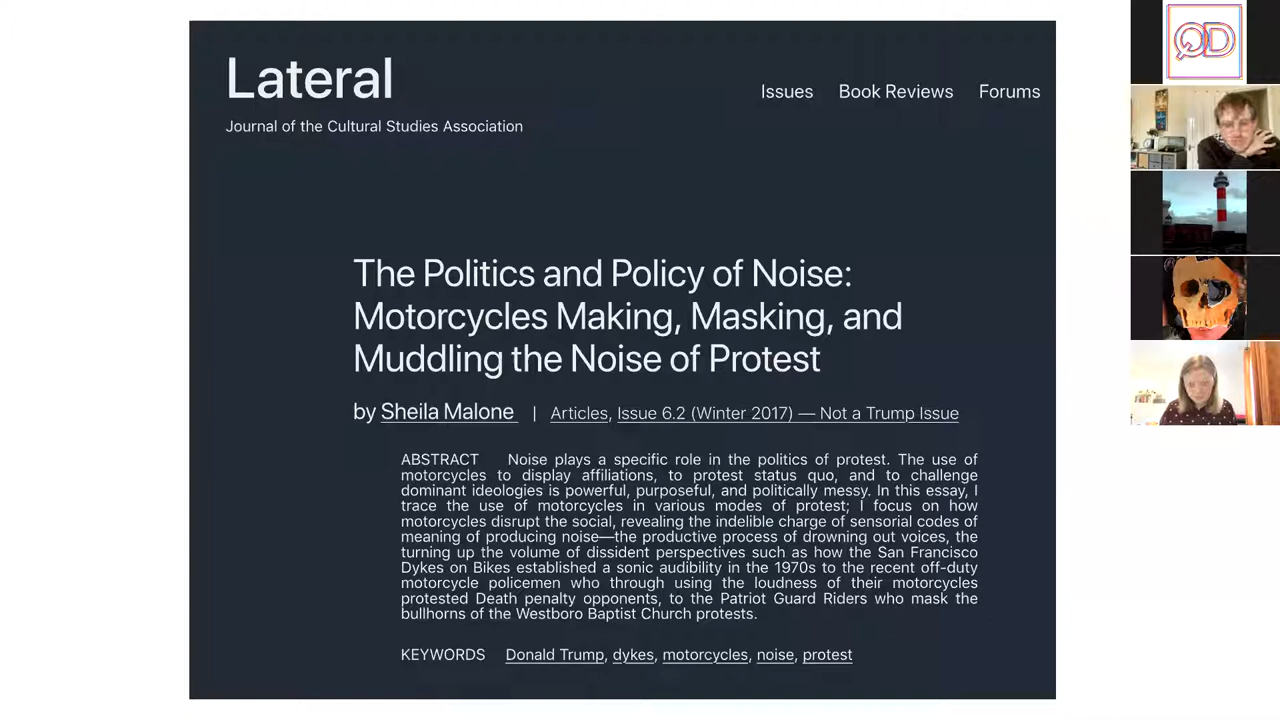 Lateral
Journal of the Cultural Studies Association
Issues Book Reviews Forums
The Politics and Policy of Noise:
Motorcycles Making, Masking, and
Muddling the Noise of Protest
by Sheila Malone | Articles, Issue 6.2 (Winter 2017) — Not a Trump Issue
ABSTRACT Noise plays a specific role in the politics of protest. The use of
motorcycles to display affiliations, to protest status quo, and to challenge
dominant ideologies is powerful, purposeful, and politically messy. In this essay, I
trace the use of motorcycles in various modes of protest; I focus on how
motorcycles disrupt the social, revealing the indelible charge of sensorial codes of
meaning of producing noise—the productive process of drowning out voices, the
turning up the volume of dissident perspectives such as how the San Francisco
Dykes on Bikes established a sonic audibility in the 1970s to the recent off-duty
motorcycle policemen who through using the loudness of their motorcycles
protested Death penalty opponents, to the Patriot Guard Riders who mask the
bullhorns of the Westboro Baptist Church protests.
KEYWORDS Donald Trump, dykes, motorcycles, noise, protest
QD